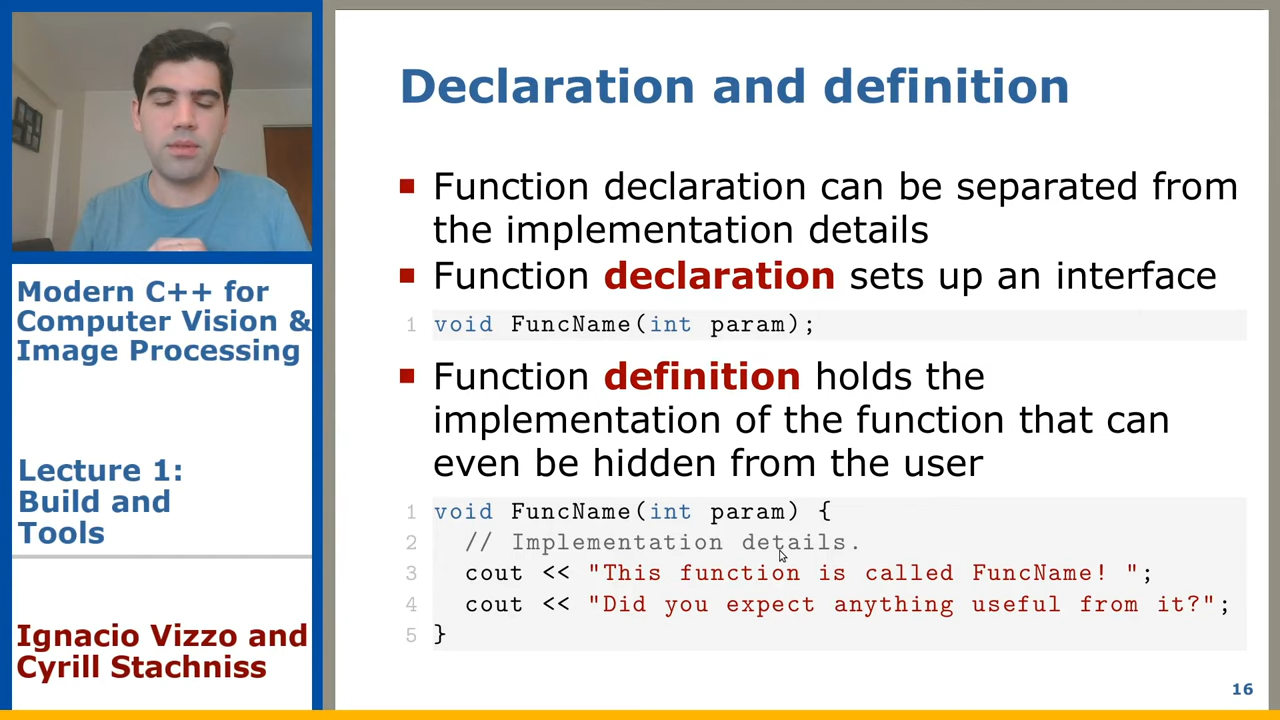 Declaration and definition
Function declaration can be separated from
the implementation details
Function declaration sets up an interface
1 void FuncName(int param);
Function definition holds the
implementation of the function that can
even be hidden from the user
1 void FuncName(int param) {
2 // Implementation details.
3 cout << "This function is called FuncName! ";
4 cout << "Did you expect anything useful from it?";
5 }
Modern C++ for
Computer Vision &
Image Processing
Lecture 1:
Build and
Tools
Ignacio Vizzo and
Cyrill Stachniss
16